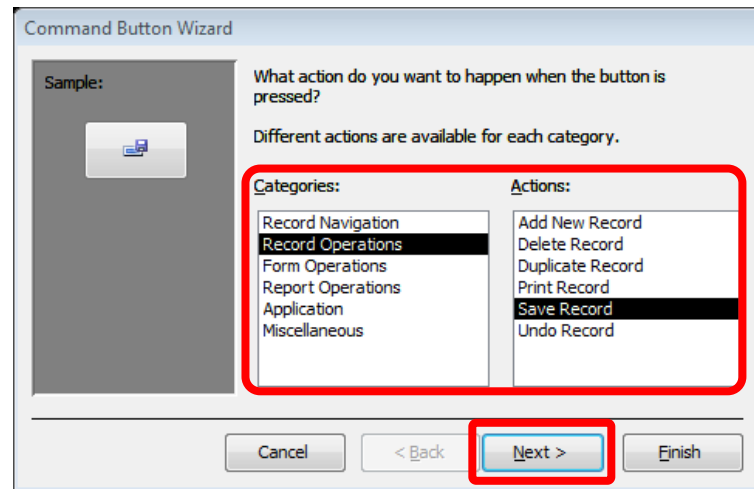 Command Button Wizard
Sample:
What action do you want to happen when the button is
pressed?
Different actions are available for each category.
Categories:
Record Navigation
Record Operations
Form Operations
Report Operations
Application
Miscellaneous
Actions:
Add New Record
Delete Record
Duplicate Record
Print Record
Save Record
Undo Record
Cancel
< Back
Next >
Finish